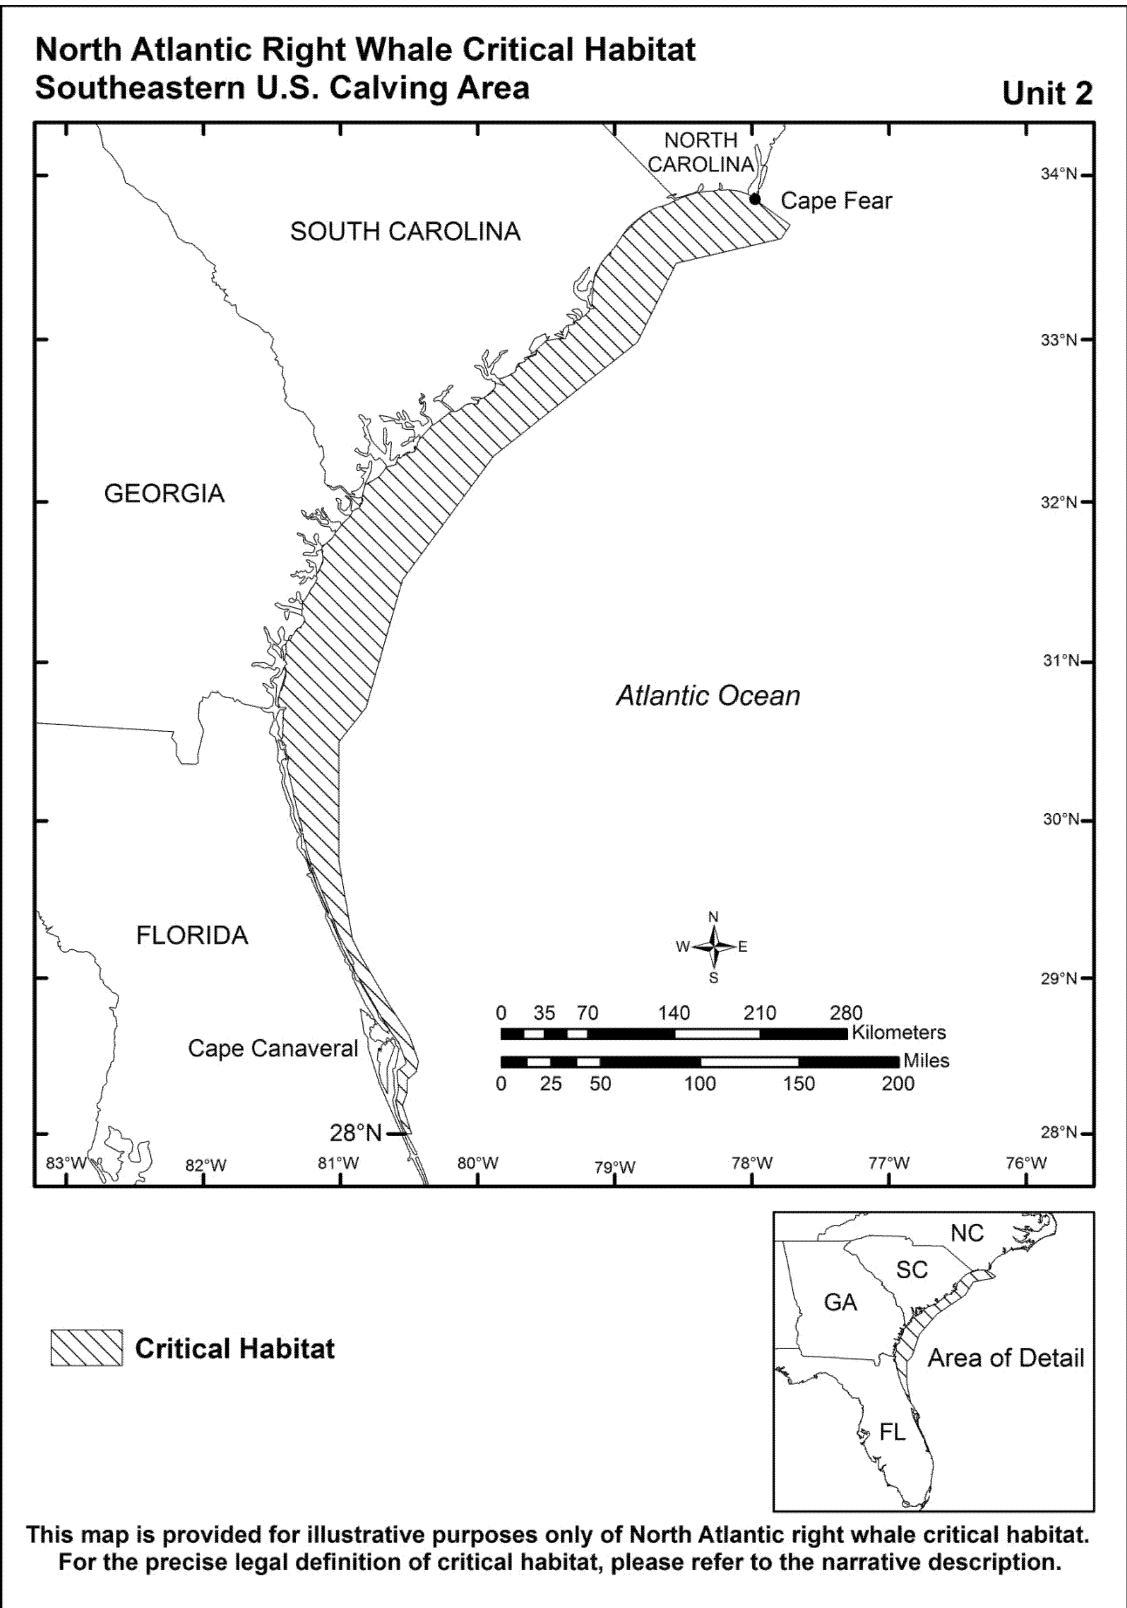 North Atlantic Right Whale Critical Habitat
Southeastern U.S. Calving Area
Unit 2
NORTH
CAROLINA
34°N
Cape Fear
SOUTH CAROLINA
33°N
GEORGIA
32°N
31°N
Atlantic Ocean
30°N
FLORIDA
N
W E
S
29°N
0 35 70 140 210 280
Kilometers
Cape Canaveral
Miles
0 25 50 100 150 200
28°N
28°N
83°W 82°W 81°W 80°W 79°W 78°W 77°W 76°W
NC
SC
GA
Area of Detail
FL
Critical Habitat
This map is provided for illustrative purposes only of North Atlantic right whale critical habitat.
For the precise legal definition of critical habitat, please refer to the narrative description.